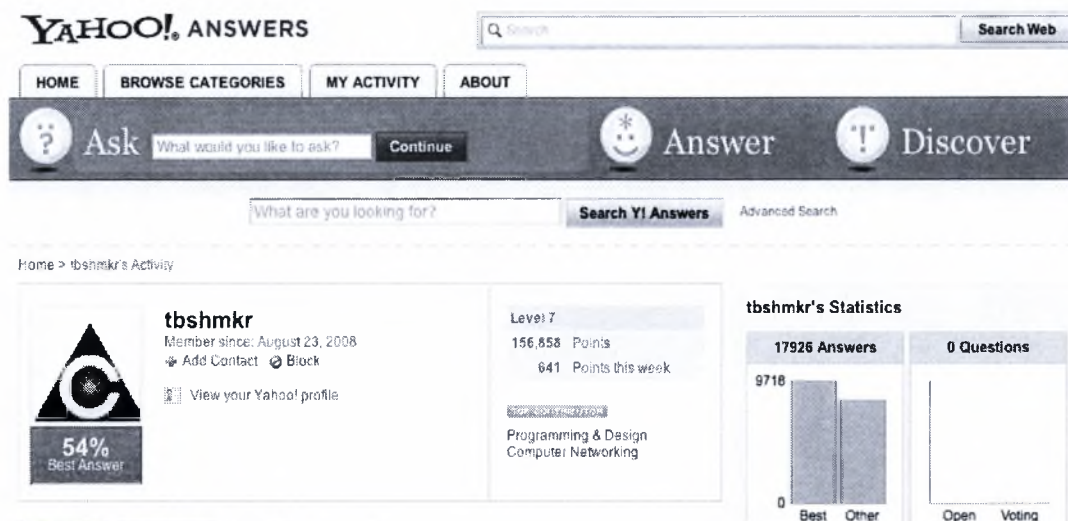 YAHOO! ANSWERS
Search
Search Web
HOME
BROWSE CATEGORIES
MY ACTIVITY
ABOUT
Ask
What would you like to ask?
Continue
Answer
Discover
What are you looking for?
Search Y! Answers
Advanced Search
Home > tbshmkr's Activity
tbshmkr
Member since: August 23, 2008
Add Contact
Block
View your Yahoo! profile
54%
Best Answer
Level 7
156,858 Points
641 Points this week
TOP CONTRIBUTOR
Programming & Design
Computer Networking
tbshmkr's Statistics
17926 Answers
9718
0
Best Other
0 Questions
Open Voting